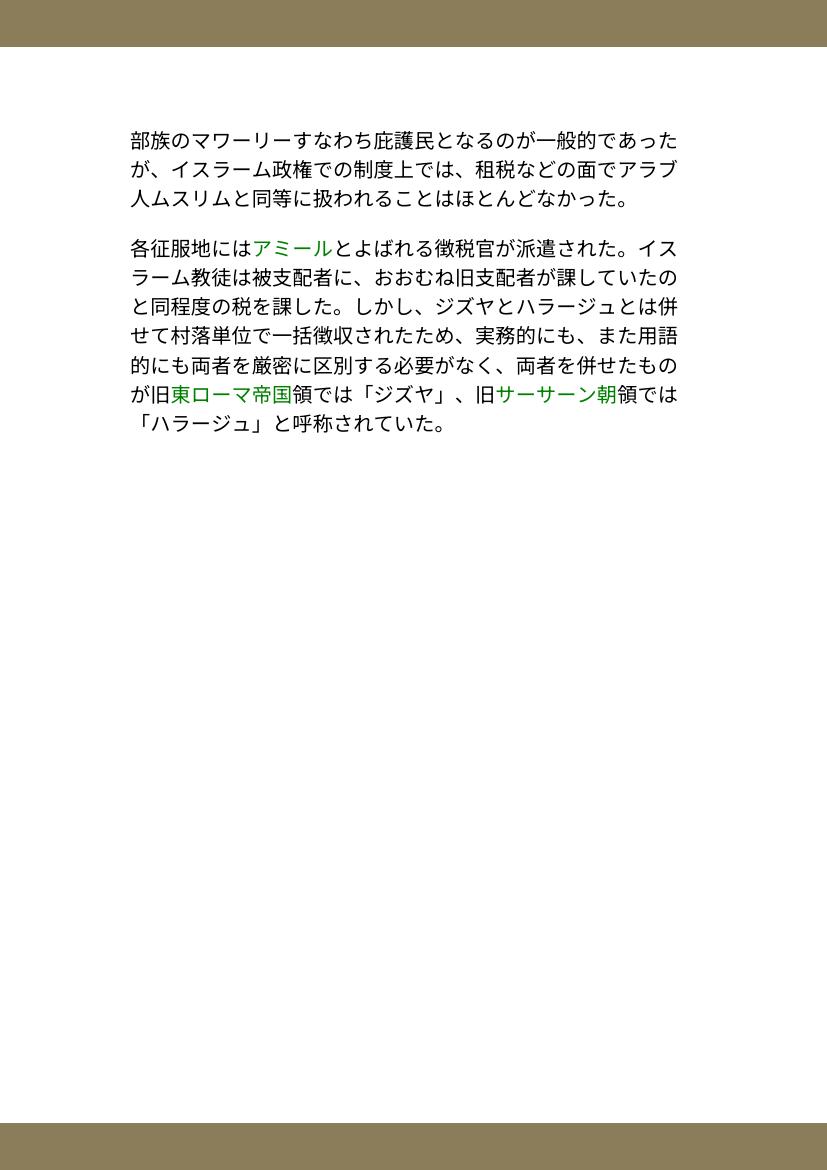 部族のマワーリーすなわち庇護民となるのが一般的であった
が、イスラーム政権での制度上では、租税などの面でアラブ
人ムスリムと同等に扱われることはほとんどなかった。
各征服地にはアミールとよばれる徴税官が派遣された。イス
ラーム教徒は被支配者に、おおむね旧支配者が課していたの
と同程度の税を課した。しかし、ジズヤとハラージュとは併
せて村落単位で一括徴収されたため、実務的にも、また用語
的にも両者を厳密に区別する必要がなく、両者を併せたもの
が旧東ローマ帝国領では「ジズヤ」、旧サーサーン朝領では
「ハラージュ」と呼称されていた。